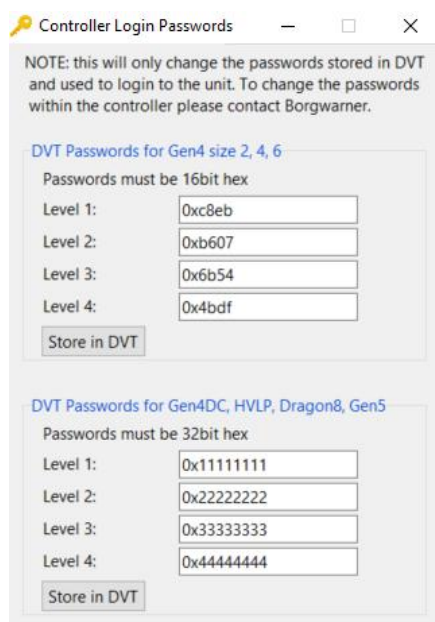 Controller Login Passwords
NOTE: this will only change the passwords stored in DVT
and used to login to the unit. To change the passwords
within the controller please contact Borgwarner.
DVT Passwords for Gen4 size 2, 4, 6
Passwords must be 16bit hex
Level 1: 0xc8eb
Level 2: 0xb607
Level 3: 0x6b54
Level 4: 0x4bdf
Store in DVT
DVT Passwords for Gen4DC, HVLP, Dragon8, Gen5
Passwords must be 32bit hex
Level 1: 0x11111111
Level 2: 0x22222222
Level 3: 0x33333333
Level 4: 0x44444444
Store in DVT